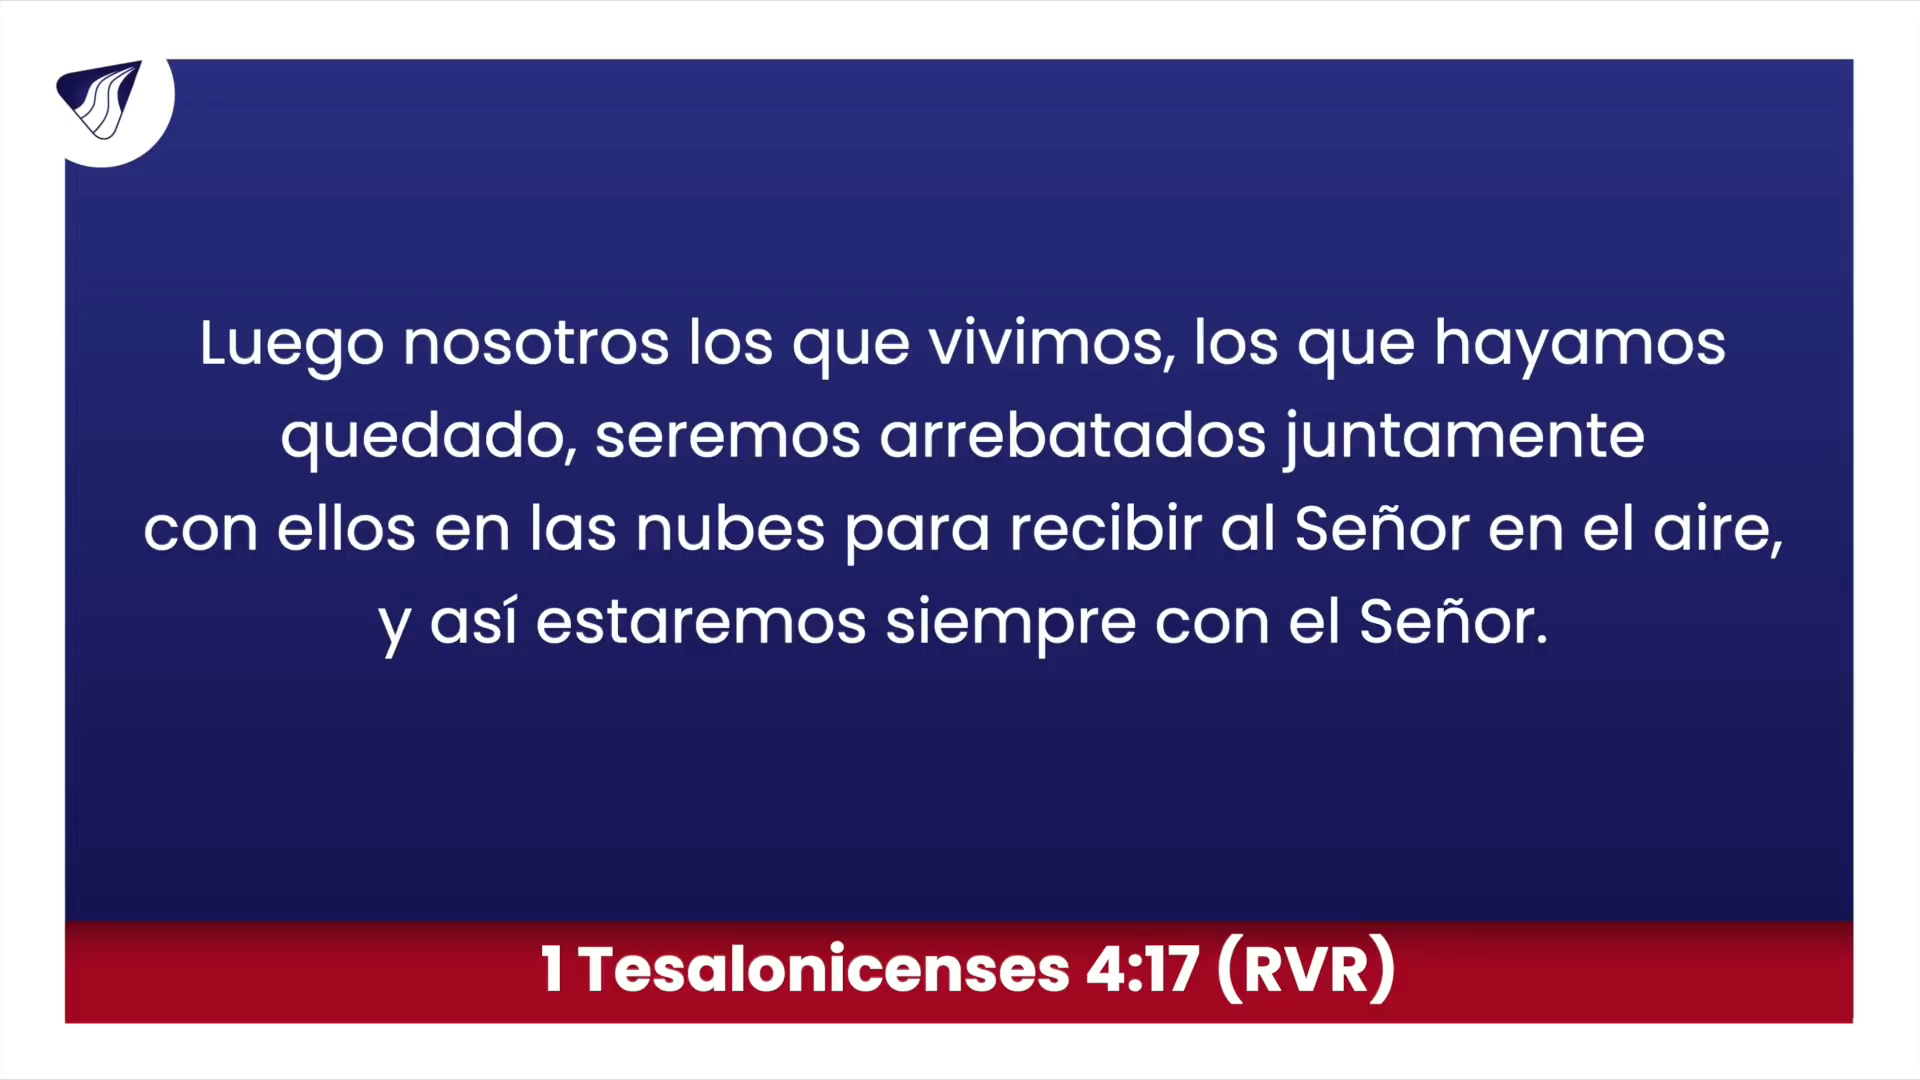 Luego nosotros los que vivimos, los que hayamos
quedado, seremos arrebatados juntamente
con ellos en las nubes para recibir al Señor en el aire,
y así estaremos siempre con el Señor.
1 Tesalonicenses 4:17 (RVR)